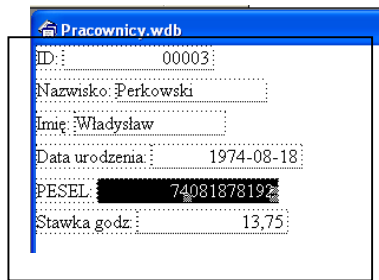 Pracownicy.wdb
ID: 00003
Nazwisko: Perkowski
Imię: Władysław
Data urodzenia: 1974-08-18
PESEL: 74081878192
Stawka godz: 13,75